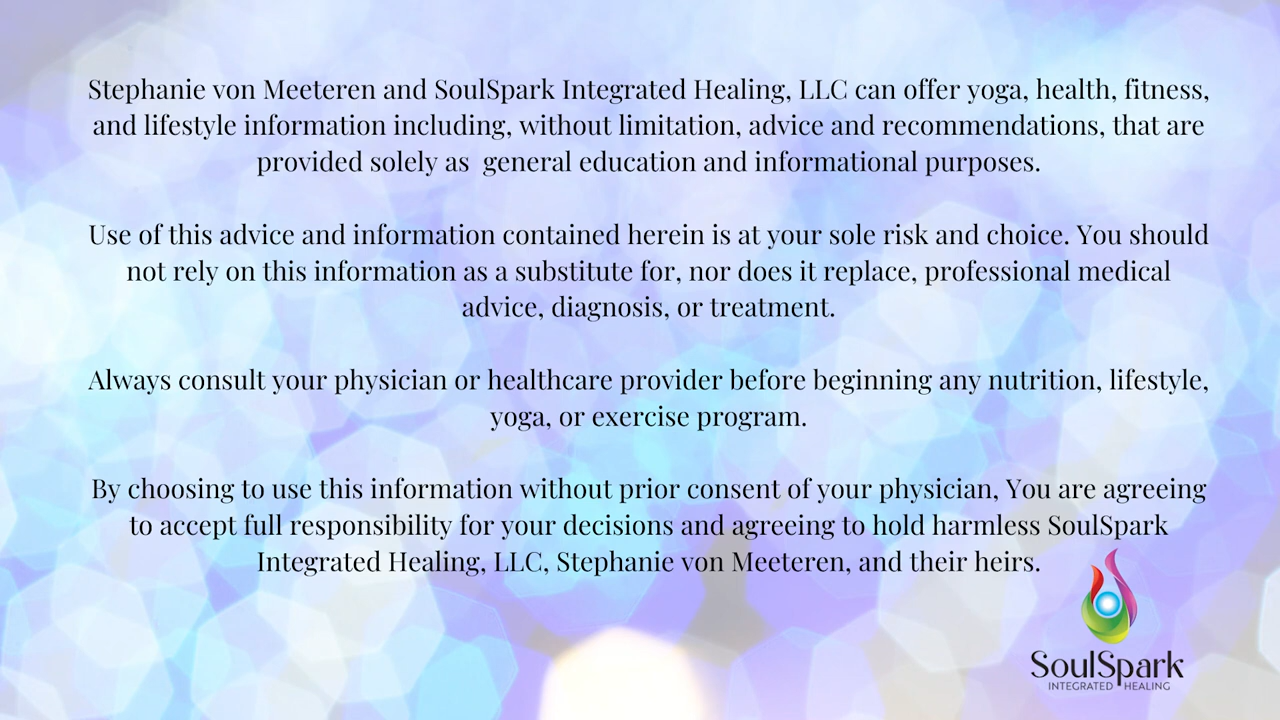 Stephanie von Meeteren and SoulSpark Integrated Healing, LLC can offer yoga, health, fitness,
and lifestyle information including, without limitation, advice and recommendations, that are
provided solely as  general education and informational purposes.
Use of this advice and information contained herein is at your sole risk and choice. You should
not rely on this information as a substitute for, nor does it replace, professional medical
advice, diagnosis, or treatment.
Always consult your physician or healthcare provider before beginning any nutrition, lifestyle,
yoga, or exercise program.
By choosing to use this information without prior consent of your physician, You are agreeing
to accept full responsibility for your decisions and agreeing to hold harmless SoulSpark
Integrated Healing, LLC, Stephanie von Meeteren, and their heirs.
SoulSpark
INTEGRATED HEALING